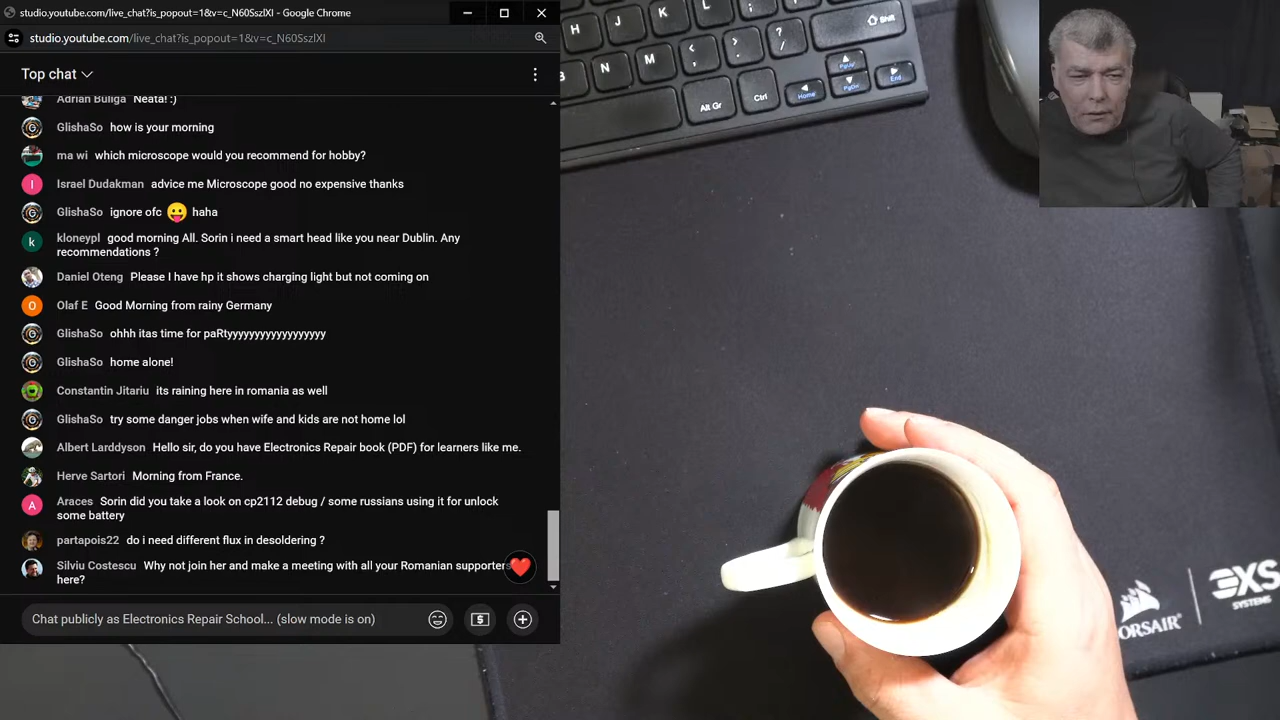 studio.youtube.com/live_chat?is_popout=1&v=c_N60SszlXI - Google Chrome
studio.youtube.com/live_chat?is_popout=1&v=c_N60SszlXI
Top chat
Adrian Buliga Neata! :)
GlishaSo how is your morning
ma wi which microscope would you recommend for hobby?
Israel Dudakman advice me Microscope good no expensive thanks
GlishaSo ignore ofc 😛 haha
kloneypl good morning All. Sorin i need a smart head like you near Dublin. Any
recommendations ?
Daniel Oteng Please I have hp it shows charging light but not coming on
Olaf E Good Morning from rainy Germany
GlishaSo ohhh itas time for paRtyyyyyyyyyyyyyyyyy
GlishaSo home alone!
Constantin Jitariu its raining here in romania as well
GlishaSo try some danger jobs when wife and kids are not home lol
Albert Larddyson Hello sir, do you have Electronics Repair book (PDF) for learners like me.
Herve Sartori Morning from France.
Araces Sorin did you take a look on cp2112 debug / some russians using it for unlock
some battery
partapois22 do i need different flux in desoldering ?
Silviu Costescu Why not join her and make a meeting with all your Romanian supporters
here?
Chat publicly as Electronics Repair School... (slow mode is on)
H J K L : ; " '
Shift
B N M < , > . ? /
PgUp
Alt Gr Ctrl Home PgDn End
ORSAIR
EXS
SYSTEMS